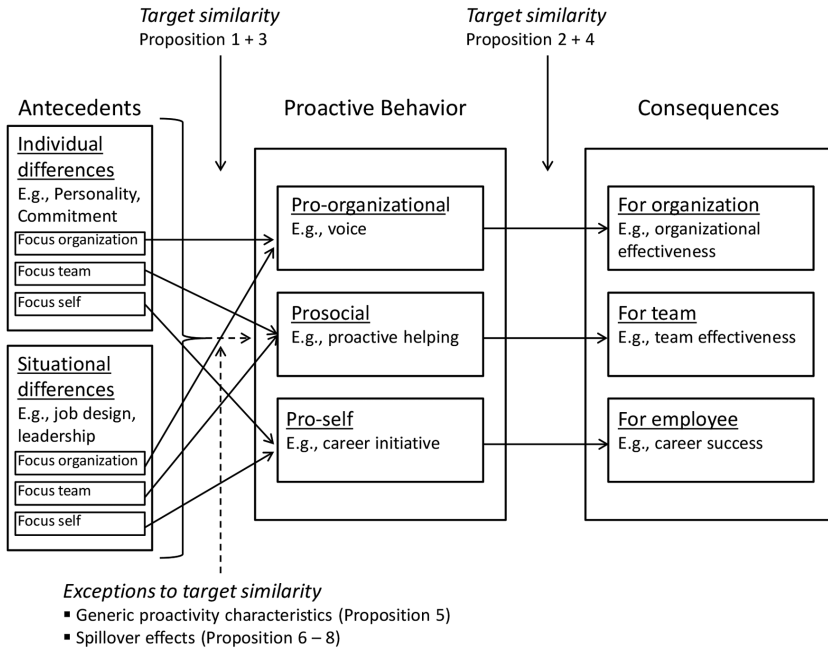 Target similarity
Proposition 1 + 3
Target similarity
Proposition 2 + 4
Antecedents
Proactive Behavior
Consequences
Individual
differences
E.g., Personality,
Commitment
Focus organization
Focus team
Focus self
Situational
differences
E.g., job design,
leadership
Focus organization
Focus team
Focus self
Pro-organizational
E.g., voice
Prosocial
E.g., proactive helping
Pro-self
E.g., career initiative
For organization
E.g., organizational
effectiveness
For team
E.g., team effectiveness
For employee
E.g., career success
Exceptions to target similarity
▪ Generic proactivity characteristics (Proposition 5)
▪ Spillover effects (Proposition 6 – 8)